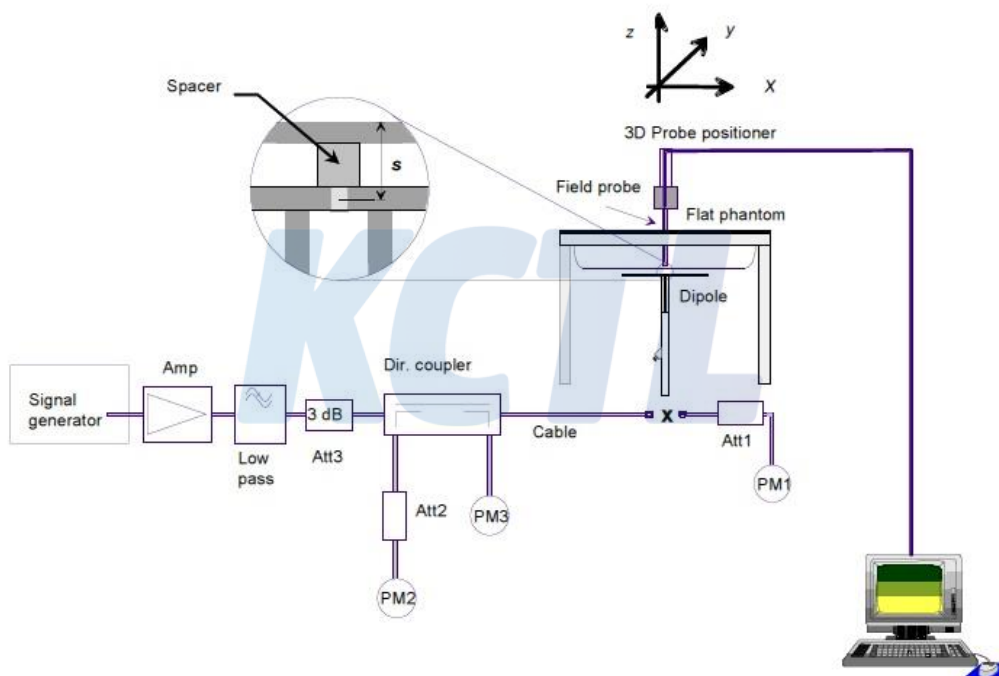 z
y
X
Spacer
s
3D Probe positioner
Field probe
Flat phantom
Dipole
KCTL
Signal
generator
Amp
Low
pass
3 dB
Att3
Dir. coupler
Cable
x
Att1
PM1
Att2
PM3
PM2